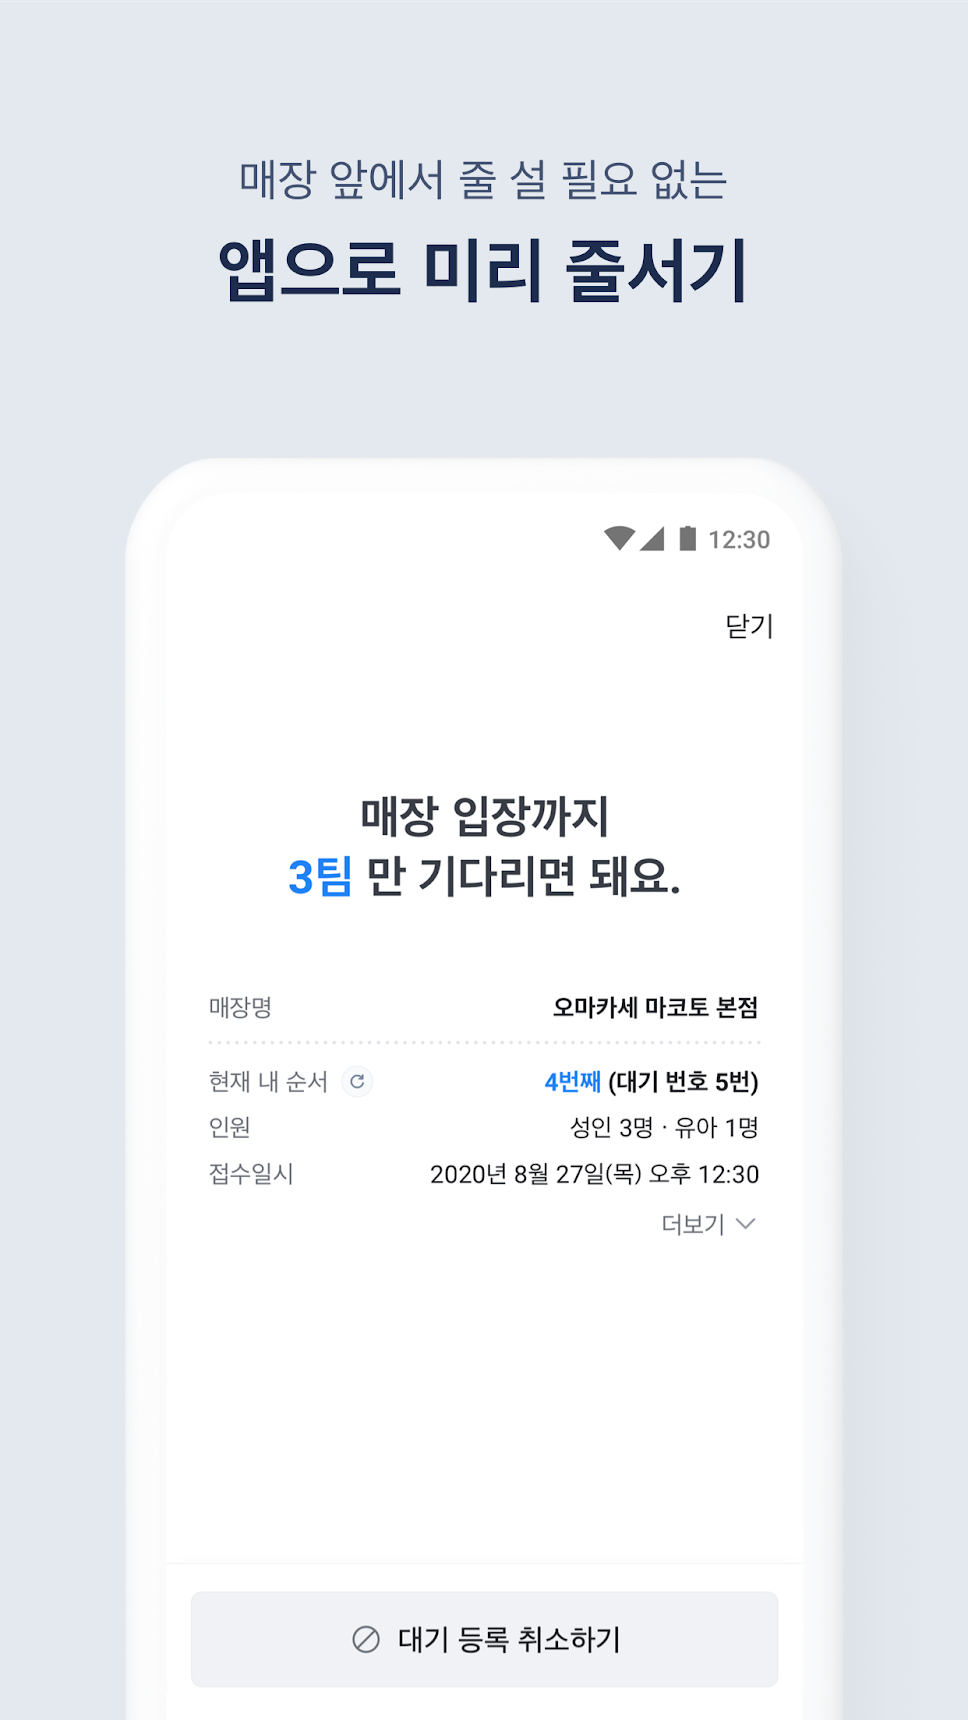 매장 앞에서 줄 설 필요 없는
앱으로 미리 줄서기
12:30
닫기
매장 입장까지
3팀 만 기다리면 돼요.
매장명 오마카세 마코토 본점
현재 내 순서 4번째 (대기 번호 5번)
인원 성인 3명 · 유아 1명
접수일시 2020년 8월 27일(목) 오후 12:30
더보기
대기 등록 취소하기